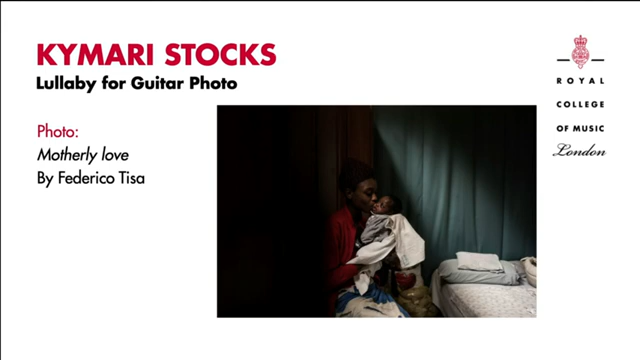 KYMARI STOCKS
Lullaby for Guitar Photo
Photo:
Motherly love
By Federico Tisa
ROYAL
COLLEGE
OF MUSIC
London